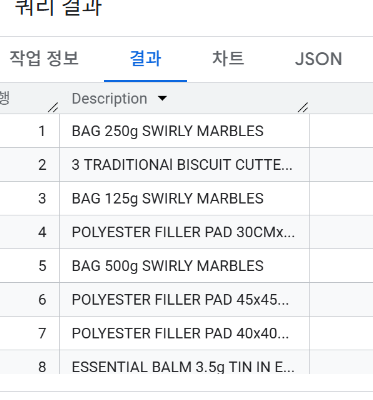 쿼리 결과
작업 정보 결과 차트 JSON
행 Description
1 BAG 250g SWIRLY MARBLES
2 3 TRADITIONAl BISCUIT CUTTE...
3 BAG 125g SWIRLY MARBLES
4 POLYESTER FILLER PAD 30CMx...
5 BAG 500g SWIRLY MARBLES
6 POLYESTER FILLER PAD 45x45...
7 POLYESTER FILLER PAD 40x40...
8 ESSENTIAL BALM 3.5g TIN IN E...